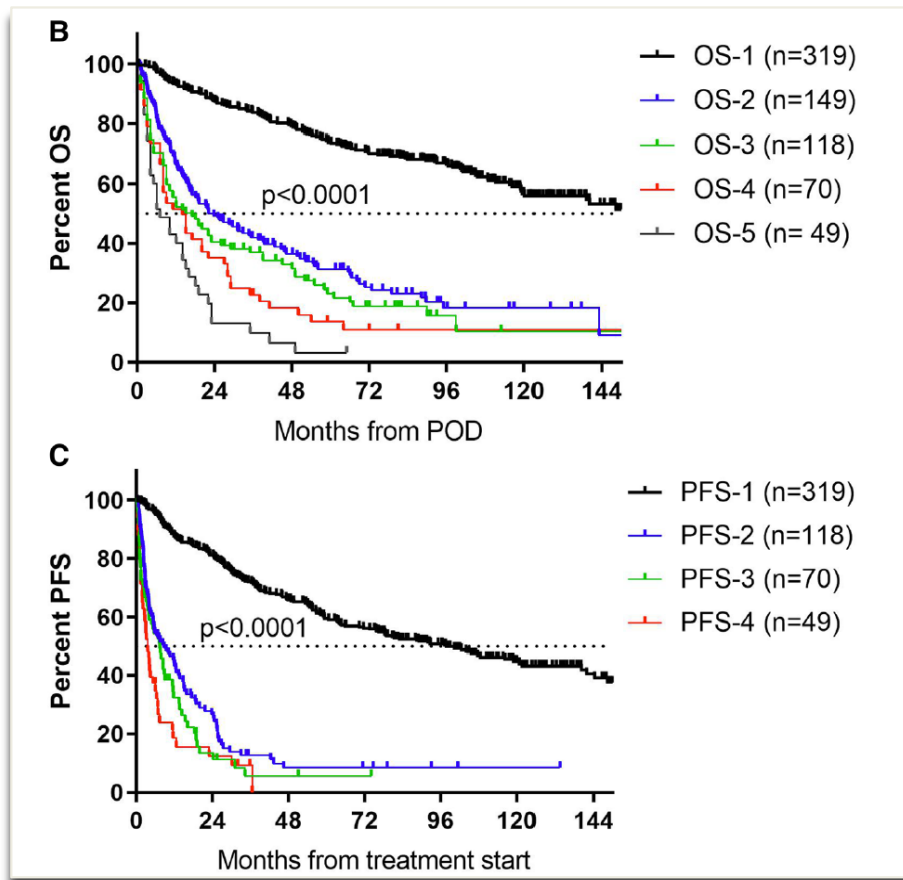 B
Percent OS
100
80
60
40
20
0
p<0.0001
0 24 48 72 96 120 144
Months from POD
OS-1 (n=319)
OS-2 (n=149)
OS-3 (n=118)
OS-4 (n=70)
OS-5 (n= 49)
C
Percent PFS
100
80
60
40
20
0
p<0.0001
0 24 48 72 96 120 144
Months from treatment start
PFS-1 (n=319)
PFS-2 (n=118)
PFS-3 (n=70)
PFS-4 (n=49)